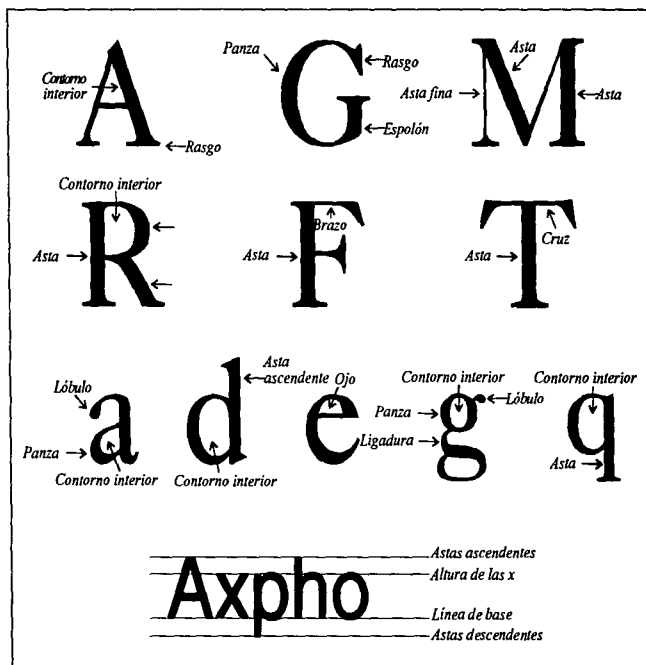 A G M
Panza
Rasgo
Asta
Contorno
interior
Asta fina
Asta
Espolón
Rasgo
R F T
Contorno interior
Brazo
Cruz
Asta
Asta
Asta
a d e g q
Lóbulo
Asta
ascendente
Ojo
Contorno interior
Lóbulo
Contorno interior
Panza
Ligadura
Panza
Asta
Contorno interior
Contorno interior
Axpho
Astas ascendentes
Altura de las x
Línea de base
Astas descendentes